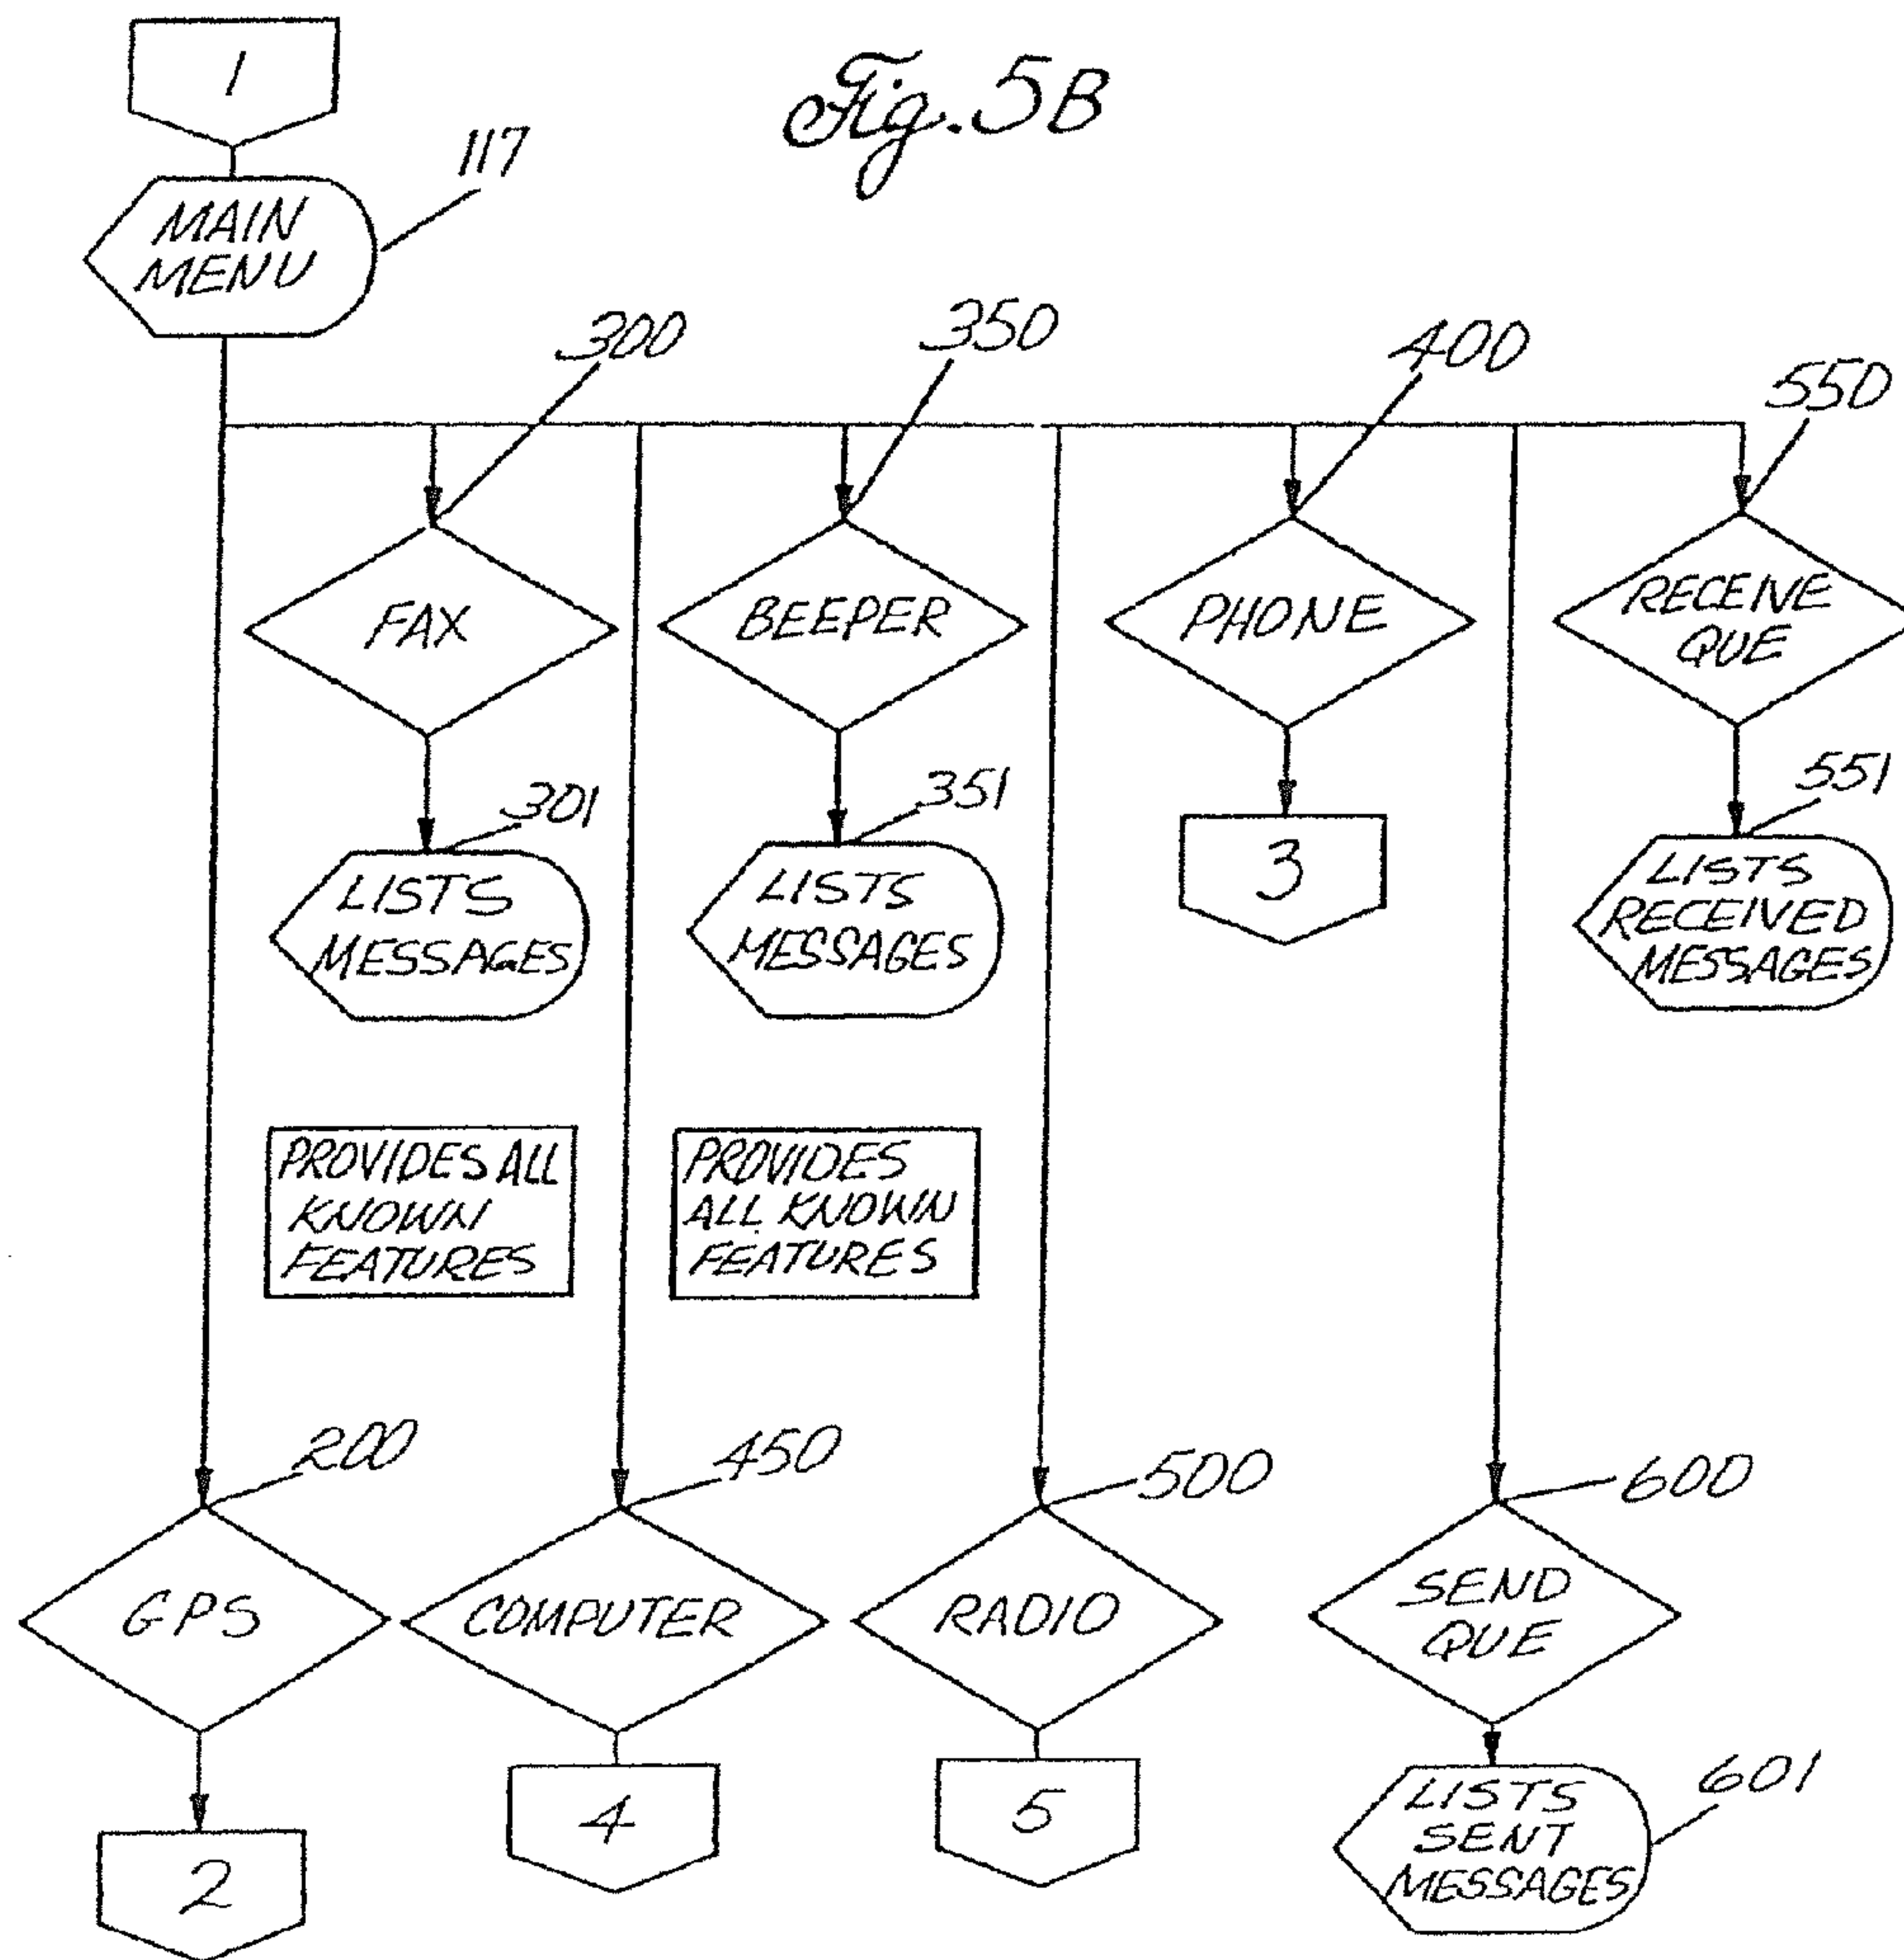 1
Fig. 5B
117
MAIN
MENU
300
350
400
550
FAX
BEEPER
PHONE
RECEIVE
QUE
301
351
551
LISTS
MESSAGES
LISTS
MESSAGES
3
LISTS
RECEIVED
MESSAGES
PROVIDES ALL
KNOWN
FEATURES
PROVIDES
ALL KNOWN
FEATURES
200
450
500
600
GPS
COMPUTER
RADIO
SEND
QUE
2
4
5
601
LISTS
SENT
MESSAGES